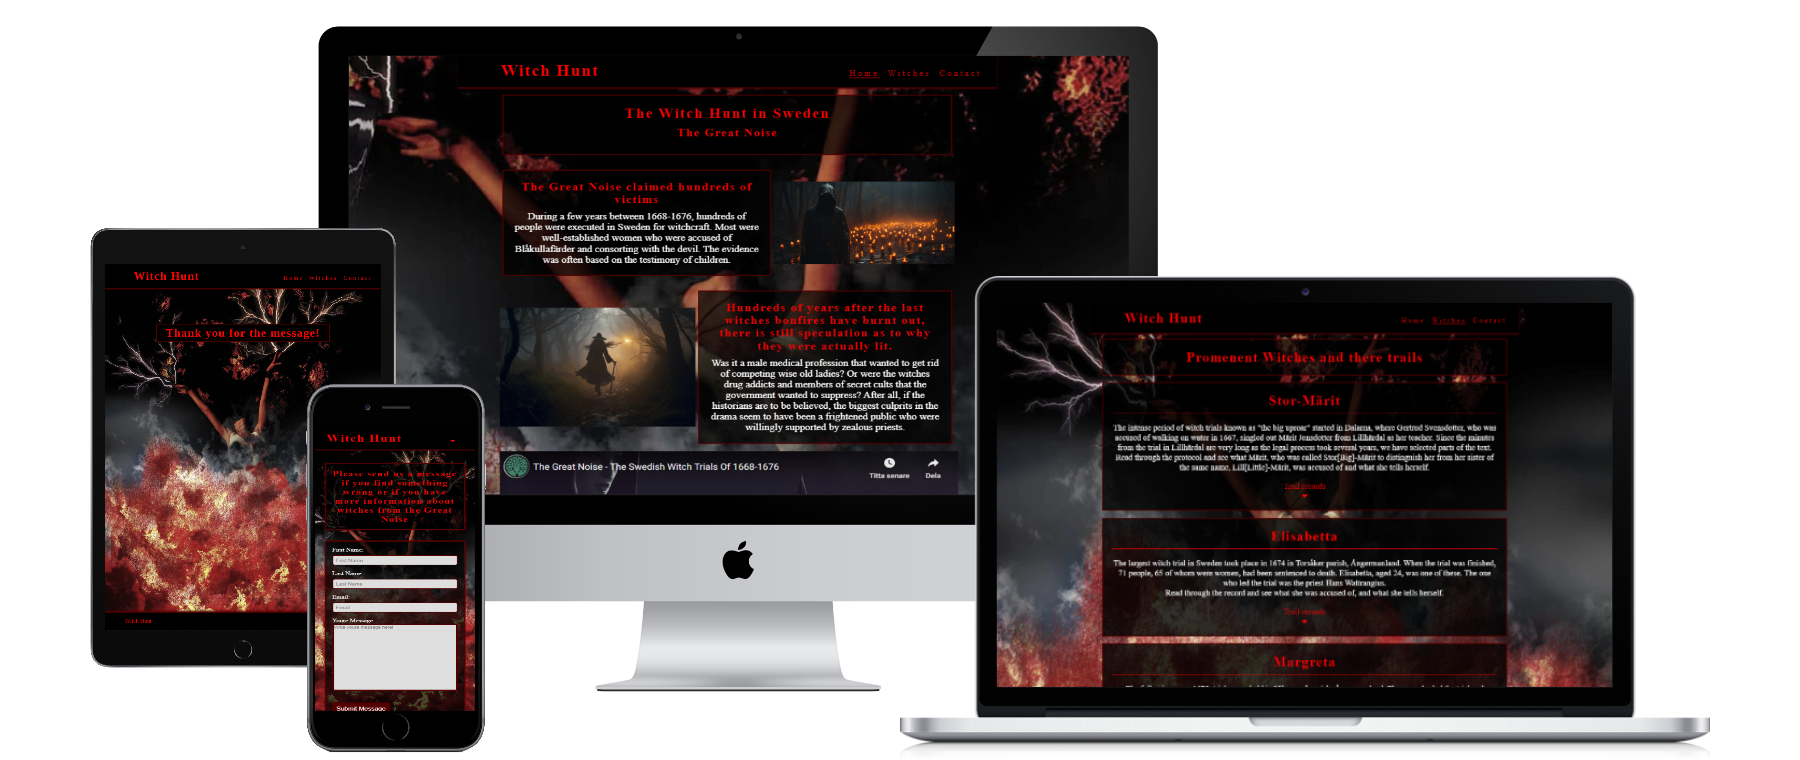 Witch Hunt
Home Witches Contact
The Witch Hunt in Sweden
The Great Noise
The Great Noise claimed hundreds of
victims
During a few years between 1668-1676, hundreds of
people were executed in Sweden for witchcraft. Most were
well-established women who were accused of
Blåkullafärder and consorting with the devil. The evidence
was often based on the testimony of children.
Hundreds of years after the last
witches bonfires have burnt out,
there is still speculation as to why
they were actually lit.
Was it a male medical profession that wanted to get rid
of competing wise old ladies? Or were the witches
drug addicts and members of secret cults that the
government wanted to suppress? After all, if the
historians are to be believed, the biggest culprits in the
drama seem to have been a frightened public who were
willingly supported by zealous priests.
The Great Noise - The Swedish Witch Trials Of 1668-1676
Titta senare
Dela
Witch Hunt
Home Witches Contact
Thank you for the message!
Witch Hunt
Please send us a message
if you find something
wrong or if you have
more information about
witches from the Great
Noise
First Name:
First Name
Last Name:
Last Name
Email:
Email
Youre Message
Write youre message here!
Submit Message
Witch Hunt
Home Witches Contact
Promenent Witches and there trails
Stor-Märit
The intense period of witch trials known as "the big uproar" started in Dalarna, where Gertrud Svensdotter, who was
accused of walking on water in 1667, singled out Märit Jonsdotter from Lillhärdal as her teacher. Since the minutes
from the trial in Lillhärdal are very long as the legal process took several years, we have selected parts of the text.
Read through the protocol and see what Märit, who was called Stor[Big]-Märit to distinguish her from her sister of
the same name, Lill[Little]-Märit, was accused of and what she tells herself.
Trail records
Elisabetta
The largest witch trial in Sweden took place in 1674 in Torsåker parish, Ångermanland. When the trial was finished,
71 people, 65 of whom were women, had been sentenced to death. Elisabetta, aged 24, was one of these. The one
who led the trial was the priest Hans Wattrangius.
Read through the record and see what she was accused of, and what she tells herself.
Trail records
Margreta